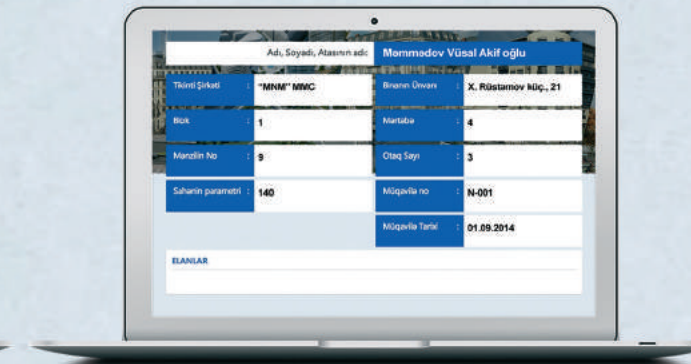 Adı, Soyadı, Atasının adı: Məmmədov Vüsal Akif oğlu
Tikinti Şirkəti : "MNM" MMC Binanın Ünvanı : X. Rüstəmov küç., 21
Blok : 1 Mərtəbə : 4
Mənzilin No : 9 Otaq Sayı : 3
Sahənin parametri : 140 Müqavilə no : N-001
Müqavilə Tarixi : 01.09.2014
ELANLAR